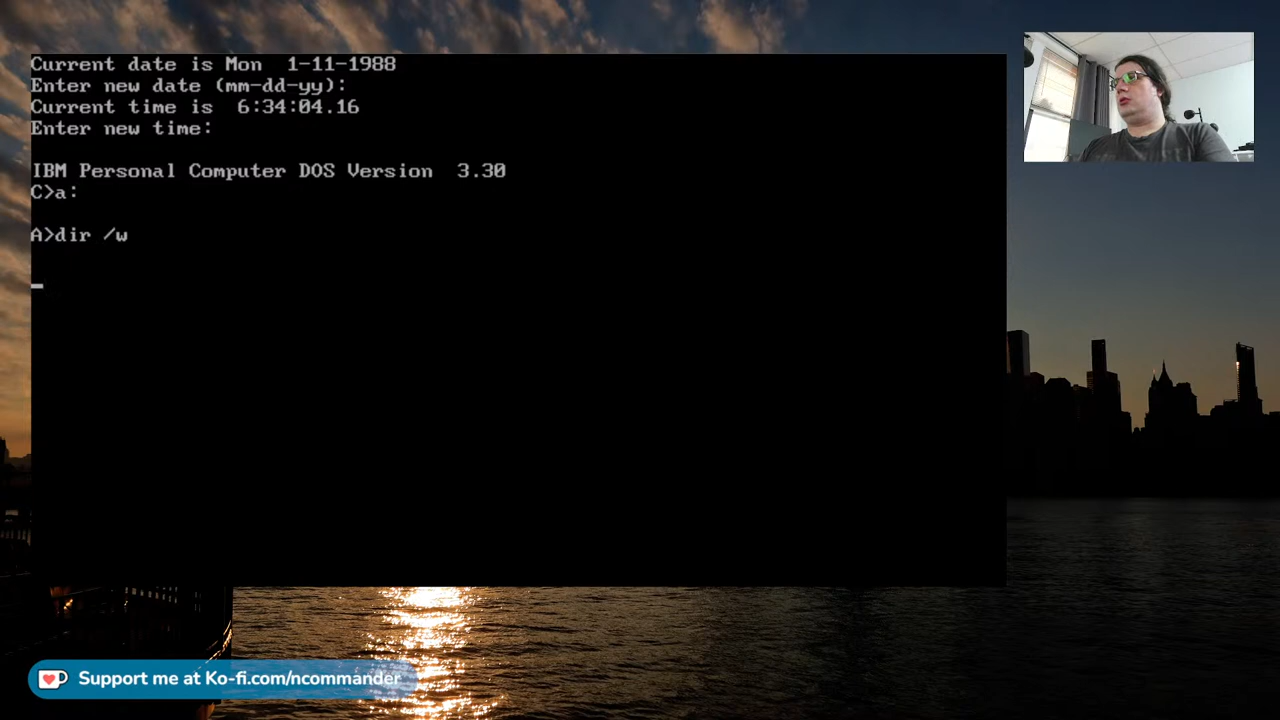 Current date is Mon  1-11-1988
Enter new date (mm-dd-yy):
Current time is  6:34:04.16
Enter new time:
IBM Personal Computer DOS Version  3.30
C>a:
A>dir /w
Support me at Ko-fi.com/ncommander